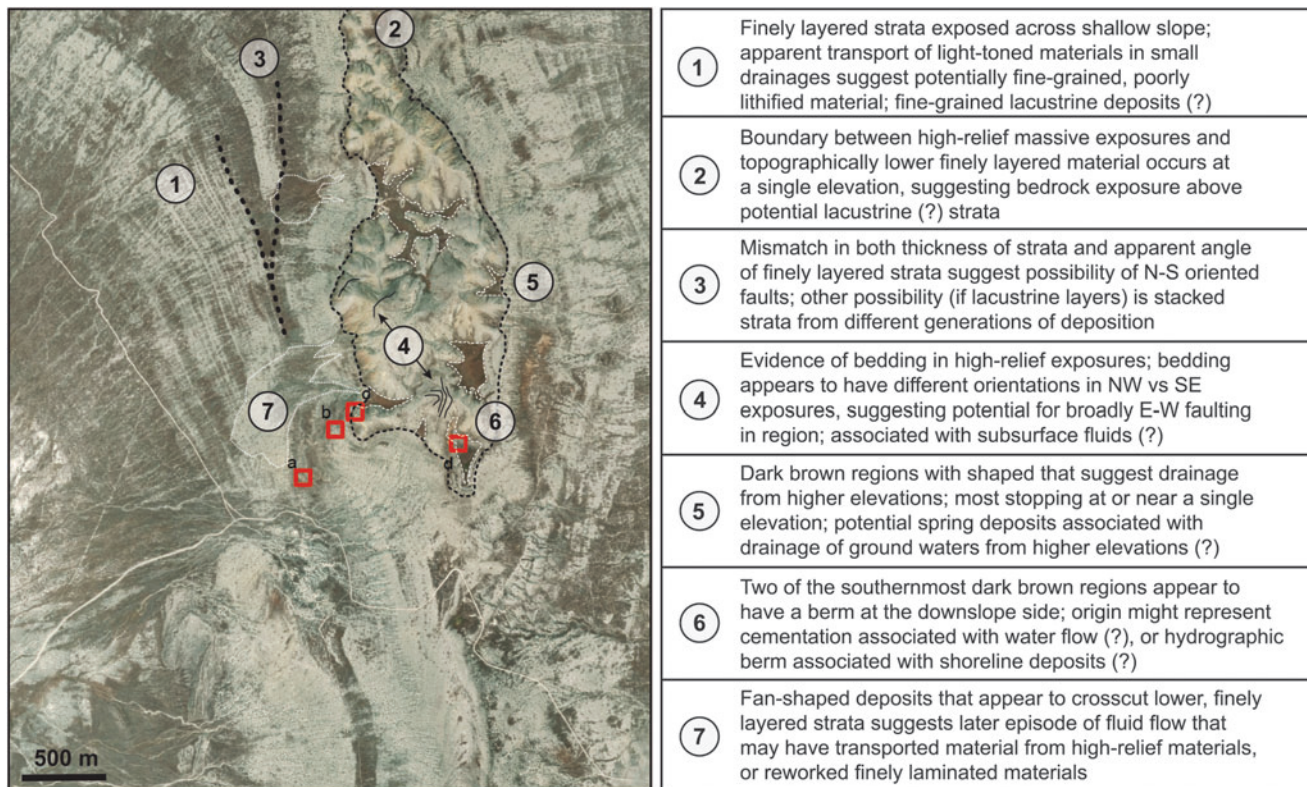 2
3
1
5
4
7
b
c
6
a
d
500 m
1
Finely layered strata exposed across shallow slope;
apparent transport of light-toned materials in small
drainages suggest potentially fine-grained, poorly
lithified material; fine-grained lacustrine deposits (?)
2
Boundary between high-relief massive exposures and
topographically lower finely layered material occurs at
a single elevation, suggesting bedrock exposure above
potential lacustrine (?) strata
3
Mismatch in both thickness of strata and apparent angle
of finely layered strata suggest possibility of N-S oriented
faults; other possibility (if lacustrine layers) is stacked
strata from different generations of deposition
4
Evidence of bedding in high-relief exposures; bedding
appears to have different orientations in NW vs SE
exposures, suggesting potential for broadly E-W faulting
in region; associated with subsurface fluids (?)
5
Dark brown regions with shaped that suggest drainage
from higher elevations; most stopping at or near a single
elevation; potential spring deposits associated with
drainage of ground waters from higher elevations (?)
6
Two of the southernmost dark brown regions appear to
have a berm at the downslope side; origin might represent
cementation associated with water flow (?), or hydrographic
berm associated with shoreline deposits (?)
7
Fan-shaped deposits that appear to crosscut lower, finely
layered strata suggests later episode of fluid flow that
may have transported material from high-relief materials,
or reworked finely laminated materials